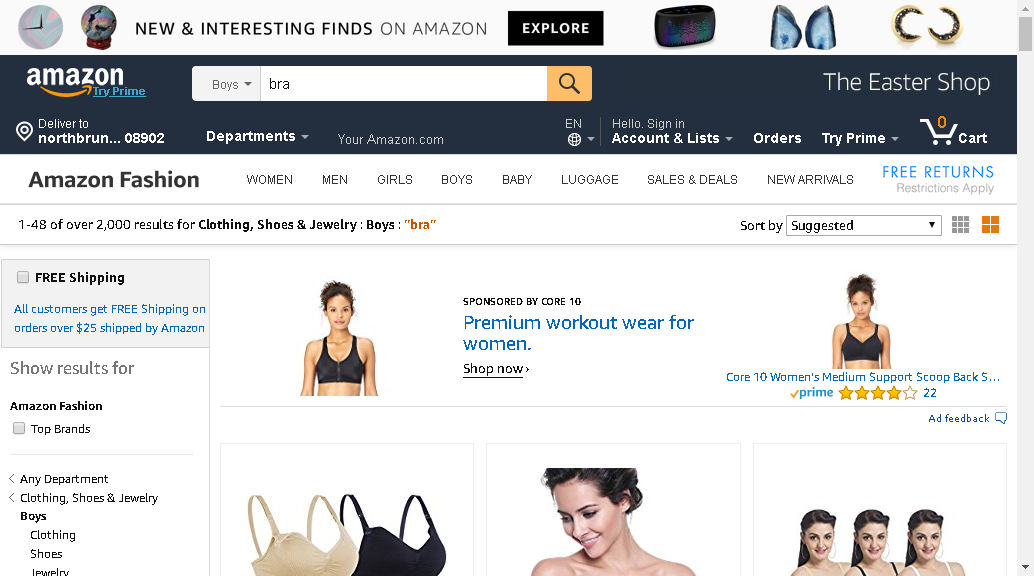 NEW & INTERESTING FINDS ON AMAZON EXPLORE
amazon
Try Prime
Boys
bra
The Easter Shop
Deliver to
northbrun... 08902
Departments
Your Amazon.com
EN
Hello. Sign in
Account & Lists
Orders
Try Prime
0
Cart
Amazon Fashion
WOMEN MEN GIRLS BOYS BABY LUGGAGE SALES & DEALS NEW ARRIVALS
FREE RETURNS
Restrictions Apply
1-48 of over 2,000 results for Clothing, Shoes & Jewelry : Boys : "bra"
Sort by Suggested
FREE Shipping
All customers get FREE Shipping on
orders over $25 shipped by Amazon
Show results for
Amazon Fashion
Top Brands
Any Department
Clothing, Shoes & Jewelry
Boys
Clothing
Shoes
Jewelry
SPONSORED BY CORE 10
Premium workout wear for
women.
Shop now ›
Core 10 Women's Medium Support Scoop Back S...
prime 22
Ad feedback